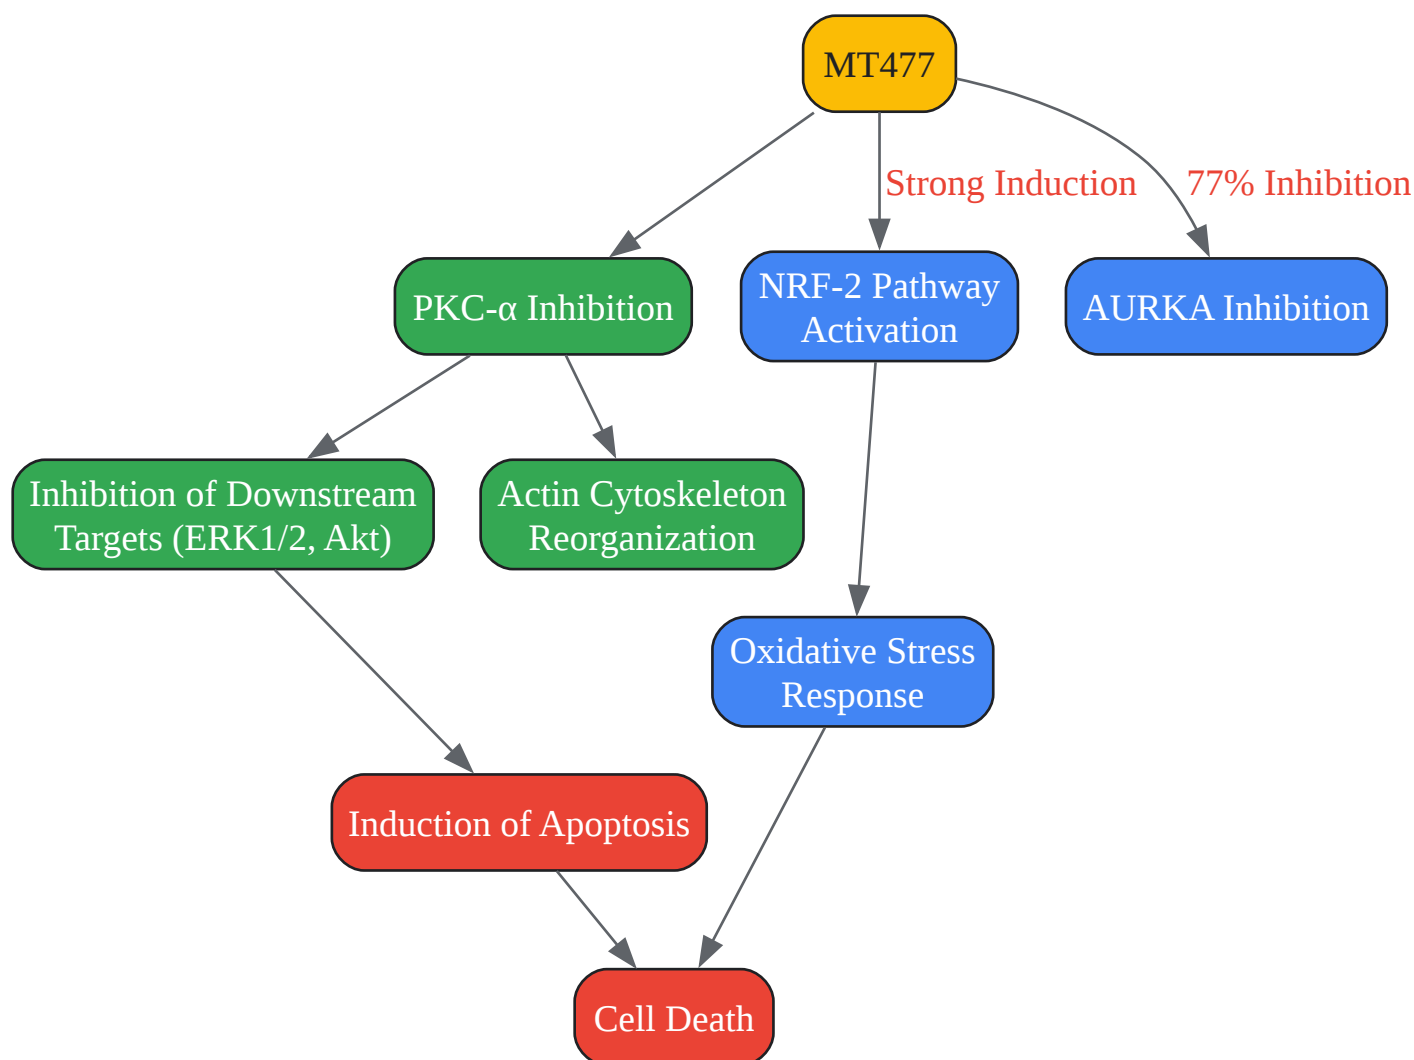 MT477
Strong Induction
77% Inhibition
PKC-α Inhibition
NRF-2 Pathway
Activation
AURKA Inhibition
Inhibition of Downstream
Targets (ERK1/2, Akt)
Actin Cytoskeleton
Reorganization
Oxidative Stress
Response
Induction of Apoptosis
Cell Death